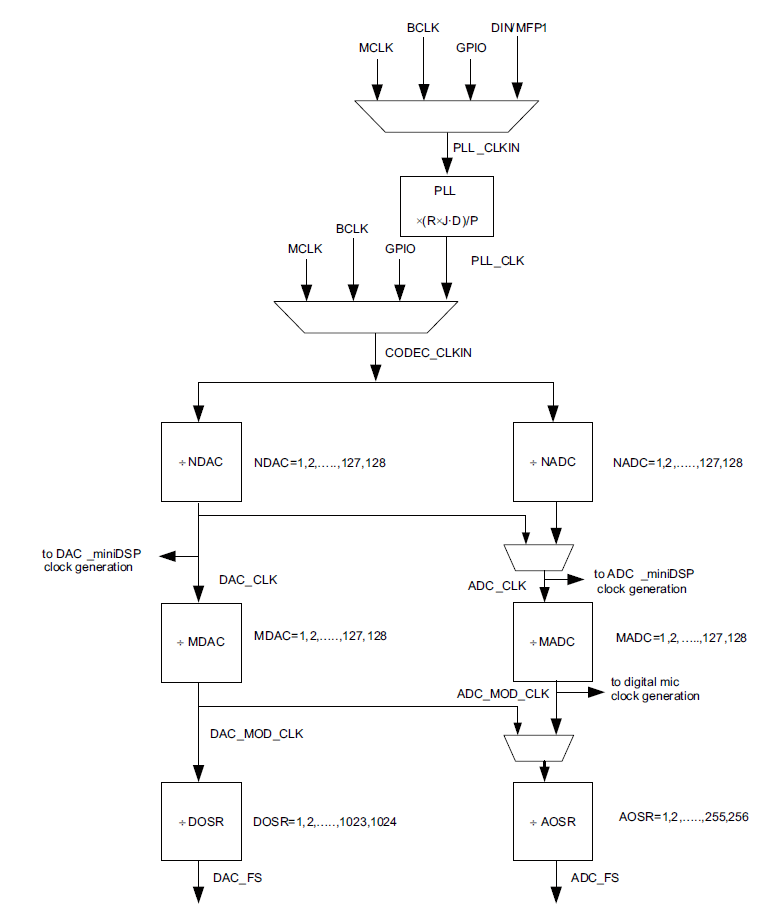 MCLK
BCLK
GPIO
DIN/MFP1
PLL_CLKIN
PLL
×(R×J·D)/P
MCLK
BCLK
GPIO
PLL_CLK
CODEC_CLKIN
÷NDAC
NDAC=1,2,.....,127,128
÷ NADC
NADC=1,2,.....,127,128
to DAC _miniDSP
clock generation
DAC_CLK
ADC_CLK
to ADC _miniDSP
clock generation
÷ MDAC
MDAC=1,2,.....,127,128
÷ MADC
MADC=1,2,.....,127,128
to digital mic
clock generation
ADC_MOD_CLK
DAC_MOD_CLK
÷ DOSR
DOSR=1,2,.....,1023,1024
÷ AOSR
AOSR=1,2,.....,255,256
DAC_FS
ADC_FS